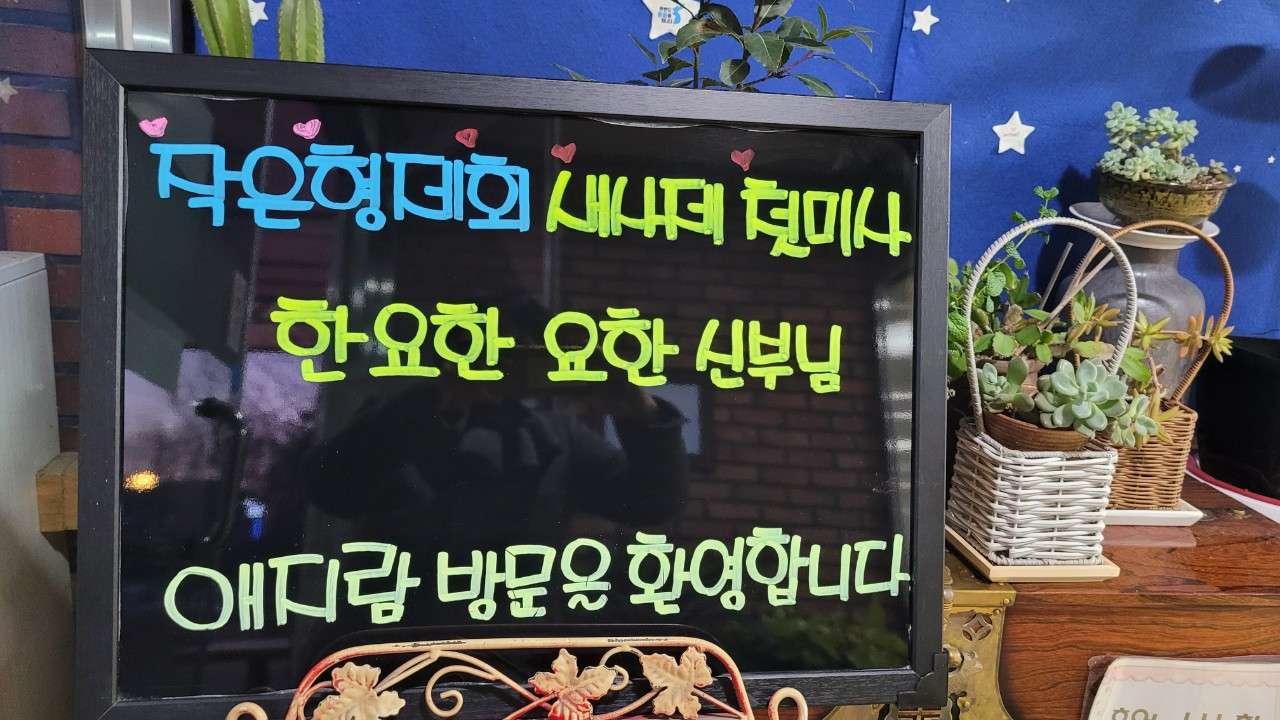 작은형제회 새사제 첫미사
한요한 요한 신부님
애지람 방문을 환영합니다